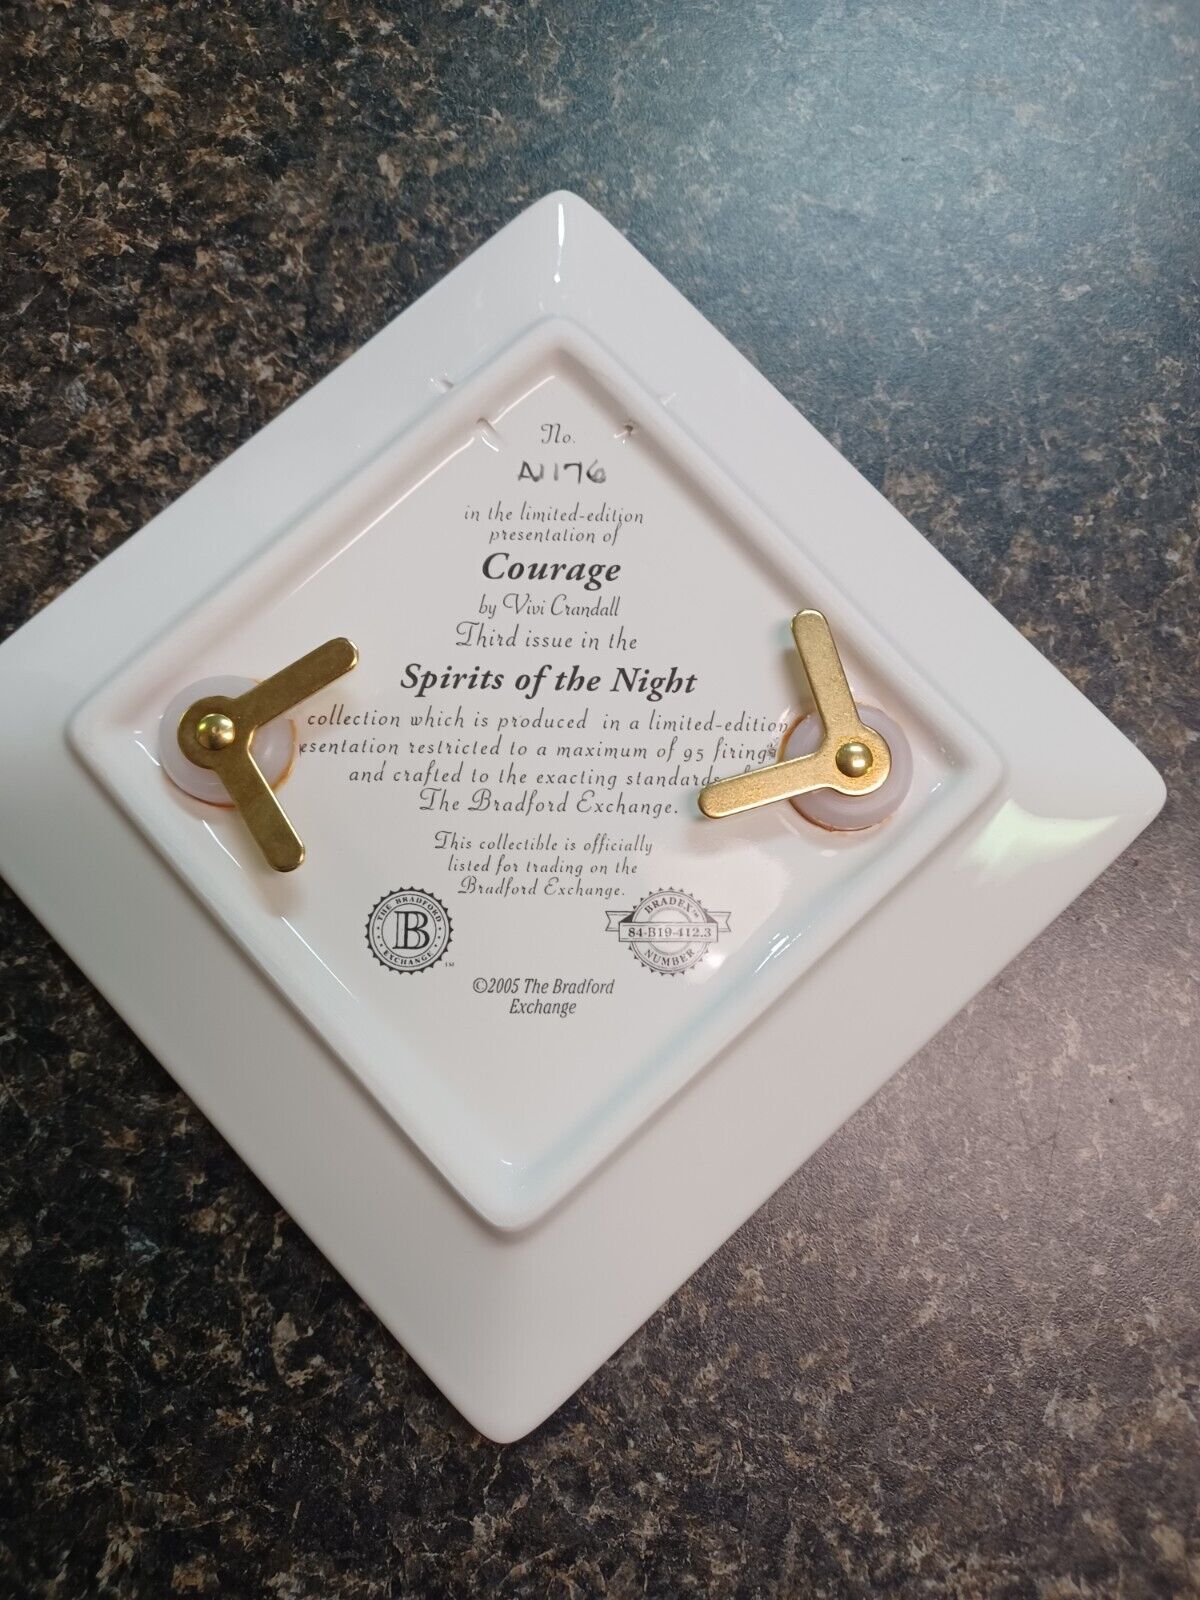 No.
A1176
in the limited-edition
presentation of
Courage
by Vivi Crandall
Third issue in the
Spirits of the Night
collection which is produced in a limited-edition
esentation restricted to a maximum of 95 firing
and crafted to the exacting standards
The Bradford Exchange.
This collectible is officially
listed for trading on the
Bradford Exchange.
THE BRADFORD
B
EXCHANGE
TM
BRADEX™
84-B19-412.3
NUMBER
©2005 The Bradford
Exchange